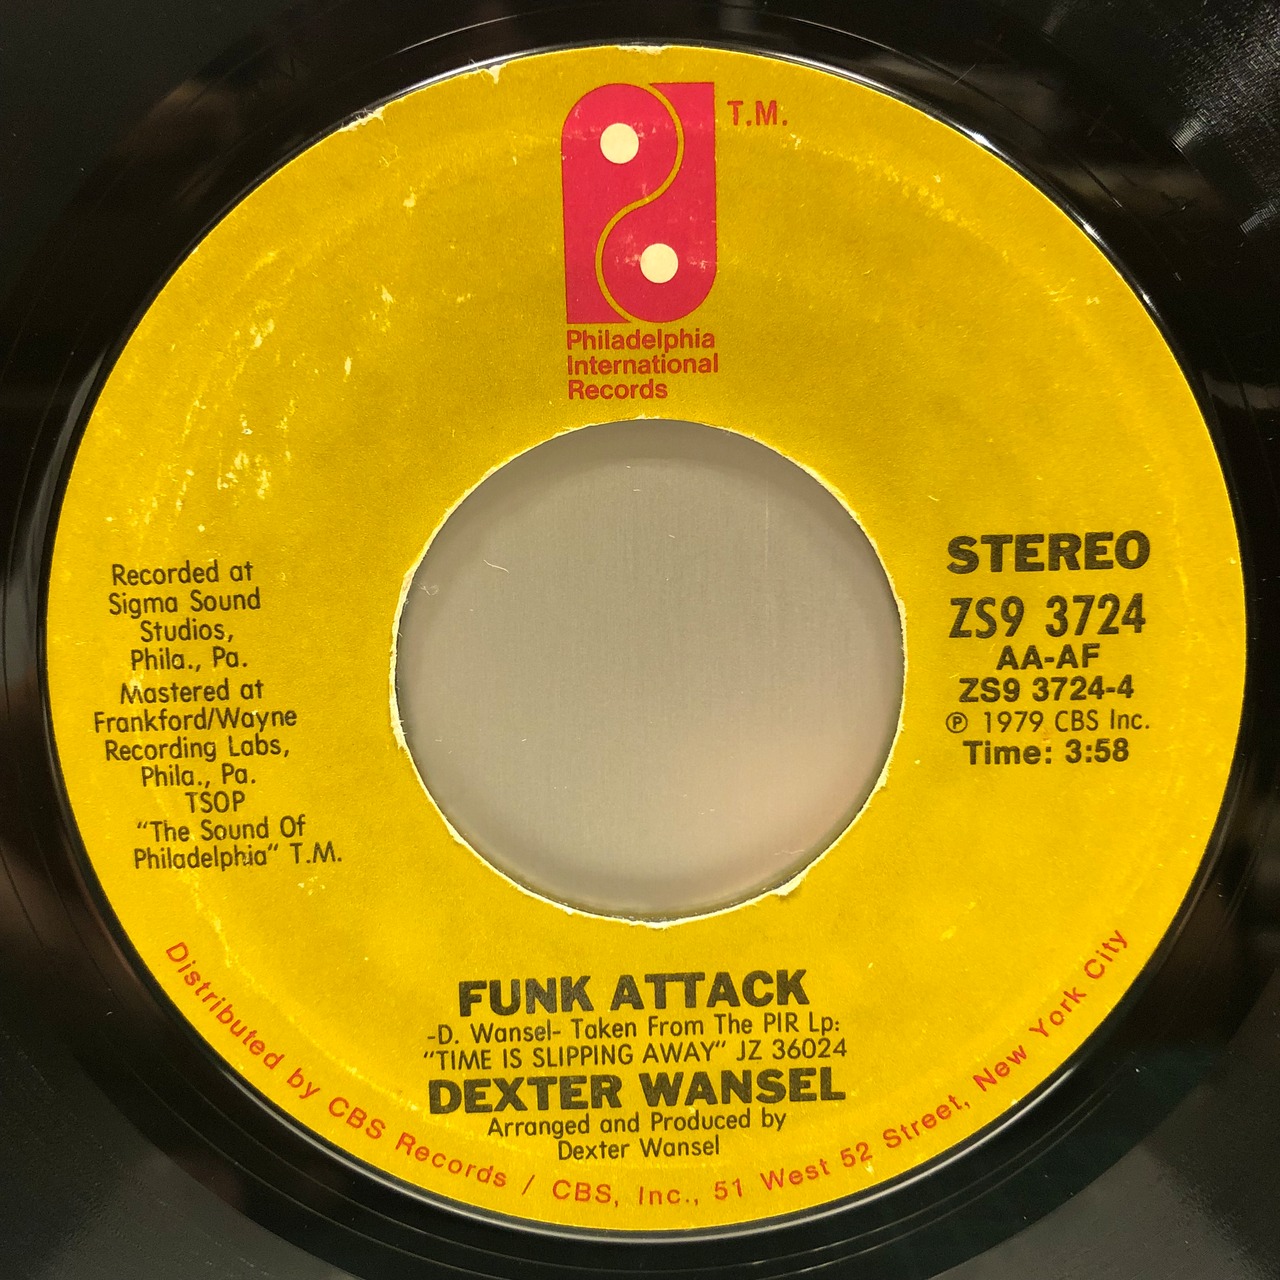 T.M.
Philadelphia
International
Records
Recorded at
Sigma Sound
Studios,
Phila., Pa.
Mastered at
Frankford/Wayne
Recording Labs,
Phila., Pa.
TSOP
"The Sound Of
Philadelphia" T.M.
STEREO
ZS9 3724
AA-AF
ZS9 3724-4
℗ 1979 CBS Inc.
Time: 3:58
FUNK ATTACK
-D. Wansel- Taken From The PIR Lp:
"TIME IS SLIPPING AWAY" JZ 36024
DEXTER WANSEL
Arranged and Produced by
Dexter Wansel
Distributed by CBS Records / CBS, Inc., 51 West 52 Street, New York City